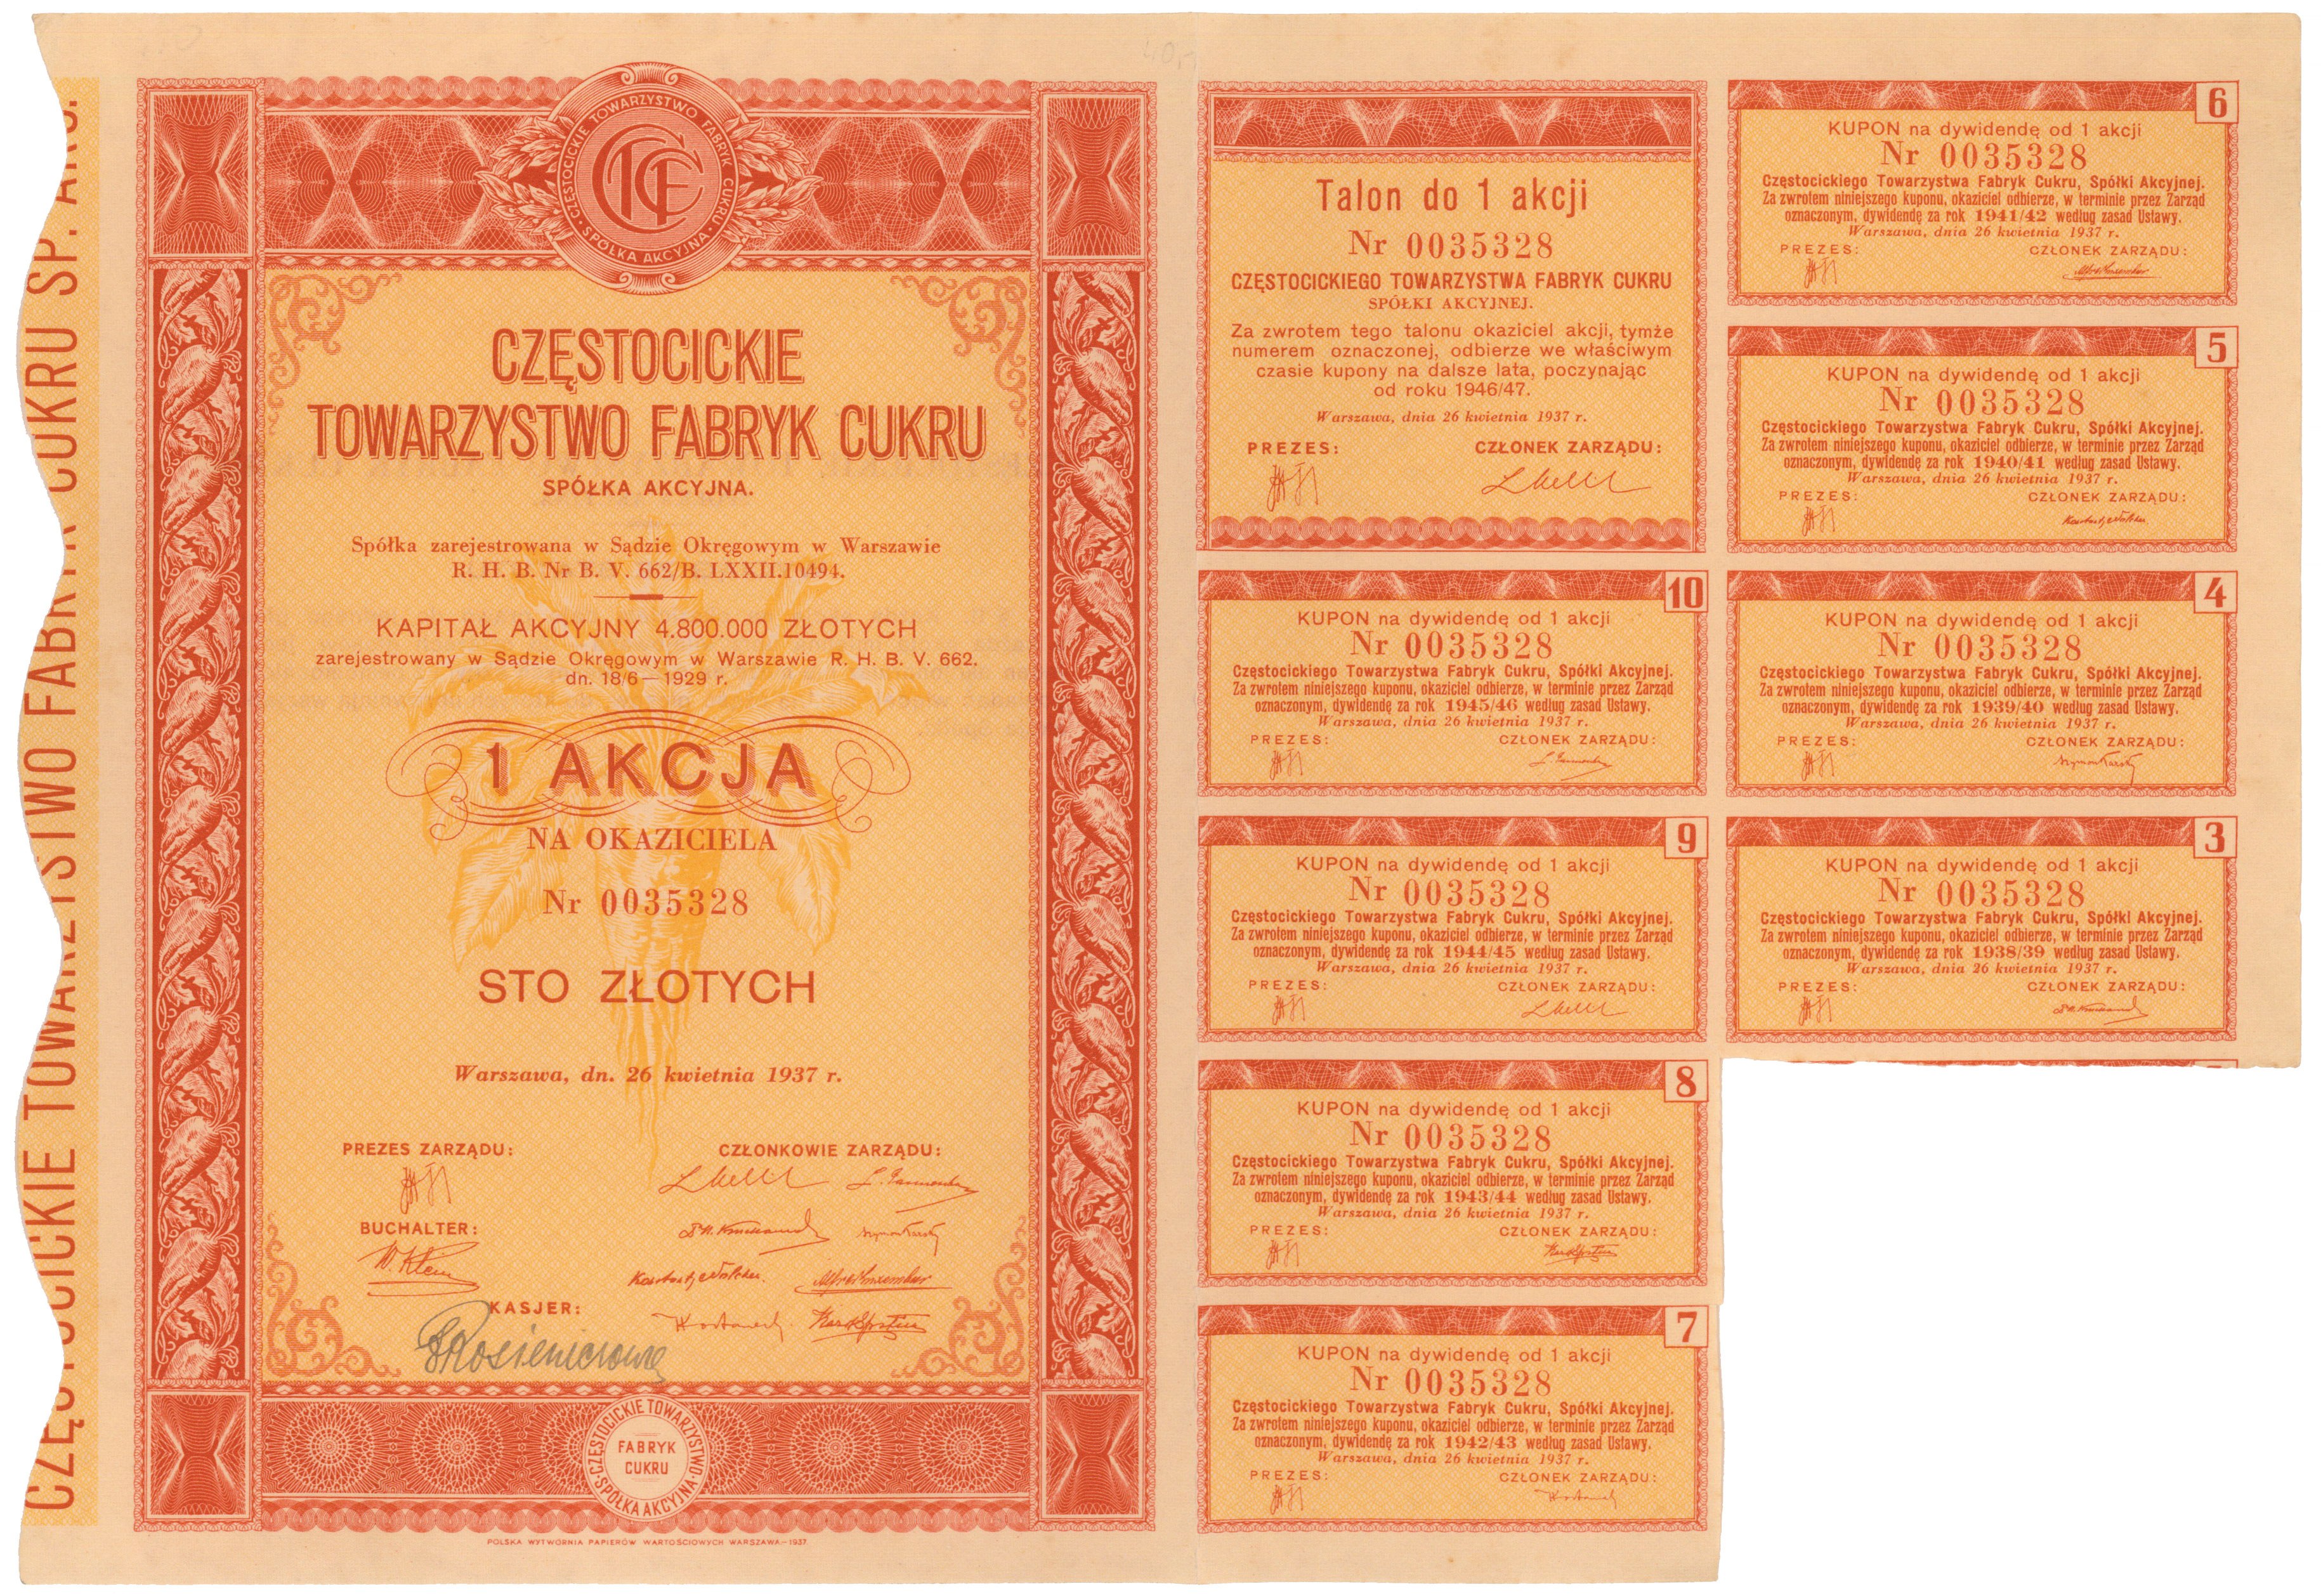 CZĘSTOCICKIE TOWARZYSTWO FABRYK CUKRU SP. AKC.
CZĘSTOCICKIE TOWARZYSTWO FABRYK CUKRU · SPÓŁKA AKCYJNA ·
CTFC
CZĘSTOCICKIE
TOWARZYSTWO FABRYK CUKRU
SPÓŁKA AKCYJNA.
Spółka zarejestrowana w Sądzie Okręgowym w Warszawie
R. H. B. Nr B. V. 662/B. LXXII.10494.
KAPITAŁ AKCYJNY 4.800.000 ZŁOTYCH
zarejestrowany w Sądzie Okręgowym w Warszawie R. H. B. V. 662.
dn. 18/6—1929 r.
1 AKCJA
NA OKAZICIELA
Nr 0035328
STO ZŁOTYCH
Warszawa, dn. 26 kwietnia 1937 r.
PREZES ZARZĄDU: CZŁONKOWIE ZARZĄDU:
BUCHALTER:
W. Klem
KASJER:
CZĘSTOCICKIE TOWARZYSTWO · SPÓŁKA AKCYJNA ·
FABRYK
CUKRU
POLSKA WYTWÓRNIA PAPIERÓW WARTOŚCIOWYCH WARSZAWA—1937
Talon do 1 akcji
Nr 0035328
CZĘSTOCICKIEGO TOWARZYSTWA FABRYK CUKRU
SPÓŁKI AKCYJNEJ.
Za zwrotem tego talonu okaziciel akcji, tymże
numerem oznaczonej, odbierze we właściwym
czasie kupony na dalsze lata, poczynając
od roku 1946/47.
Warszawa, dnia 26 kwietnia 1937 r.
PREZES: CZŁONEK ZARZĄDU:
10
KUPON na dywidendę od 1 akcji
Nr 0035328
Częstocickiego Towarzystwa Fabryk Cukru, Spółki Akcyjnej.
Za zwrotem niniejszego kuponu, okaziciel odbierze, w terminie przez Zarząd
oznaczonym, dywidendę za rok 1945/46 według zasad Ustawy.
Warszawa, dnia 26 kwietnia 1937 r.
PREZES: CZŁONEK ZARZĄDU:
9
KUPON na dywidendę od 1 akcji
Nr 0035328
Częstocickiego Towarzystwa Fabryk Cukru, Spółki Akcyjnej.
Za zwrotem niniejszego kuponu, okaziciel odbierze, w terminie przez Zarząd
oznaczonym, dywidendę za rok 1944/45 według zasad Ustawy.
Warszawa, dnia 26 kwietnia 1937 r.
PREZES: CZŁONEK ZARZĄDU:
8
KUPON na dywidendę od 1 akcji
Nr 0035328
Częstocickiego Towarzystwa Fabryk Cukru, Spółki Akcyjnej.
Za zwrotem niniejszego kuponu, okaziciel odbierze, w terminie przez Zarząd
oznaczonym, dywidendę za rok 1943/44 według zasad Ustawy.
Warszawa, dnia 26 kwietnia 1937 r.
PREZES: CZŁONEK ZARZĄDU:
7
KUPON na dywidendę od 1 akcji
Nr 0035328
Częstocickiego Towarzystwa Fabryk Cukru, Spółki Akcyjnej.
Za zwrotem niniejszego kuponu, okaziciel odbierze, w terminie przez Zarząd
oznaczonym, dywidendę za rok 1942/43 według zasad Ustawy.
Warszawa, dnia 26 kwietnia 1937 r.
PREZES: CZŁONEK ZARZĄDU:
6
KUPON na dywidendę od 1 akcji
Nr 0035328
Częstocickiego Towarzystwa Fabryk Cukru, Spółki Akcyjnej.
Za zwrotem niniejszego kuponu, okaziciel odbierze, w terminie przez Zarząd
oznaczonym, dywidendę za rok 1941/42 według zasad Ustawy.
Warszawa, dnia 26 kwietnia 1937 r.
PREZES: CZŁONEK ZARZĄDU:
5
KUPON na dywidendę od 1 akcji
Nr 0035328
Częstocickiego Towarzystwa Fabryk Cukru, Spółki Akcyjnej.
Za zwrotem niniejszego kuponu, okaziciel odbierze, w terminie przez Zarząd
oznaczonym, dywidendę za rok 1940/41 według zasad Ustawy.
Warszawa, dnia 26 kwietnia 1937 r.
PREZES: CZŁONEK ZARZĄDU:
4
KUPON na dywidendę od 1 akcji
Nr 0035328
Częstocickiego Towarzystwa Fabryk Cukru, Spółki Akcyjnej.
Za zwrotem niniejszego kuponu, okaziciel odbierze, w terminie przez Zarząd
oznaczonym, dywidendę za rok 1939/40 według zasad Ustawy.
Warszawa, dnia 26 kwietnia 1937 r.
PREZES: CZŁONEK ZARZĄDU:
3
KUPON na dywidendę od 1 akcji
Nr 0035328
Częstocickiego Towarzystwa Fabryk Cukru, Spółki Akcyjnej.
Za zwrotem niniejszego kuponu, okaziciel odbierze, w terminie przez Zarząd
oznaczonym, dywidendę za rok 1938/39 według zasad Ustawy.
Warszawa, dnia 26 kwietnia 1937 r.
PREZES: CZŁONEK ZARZĄDU: